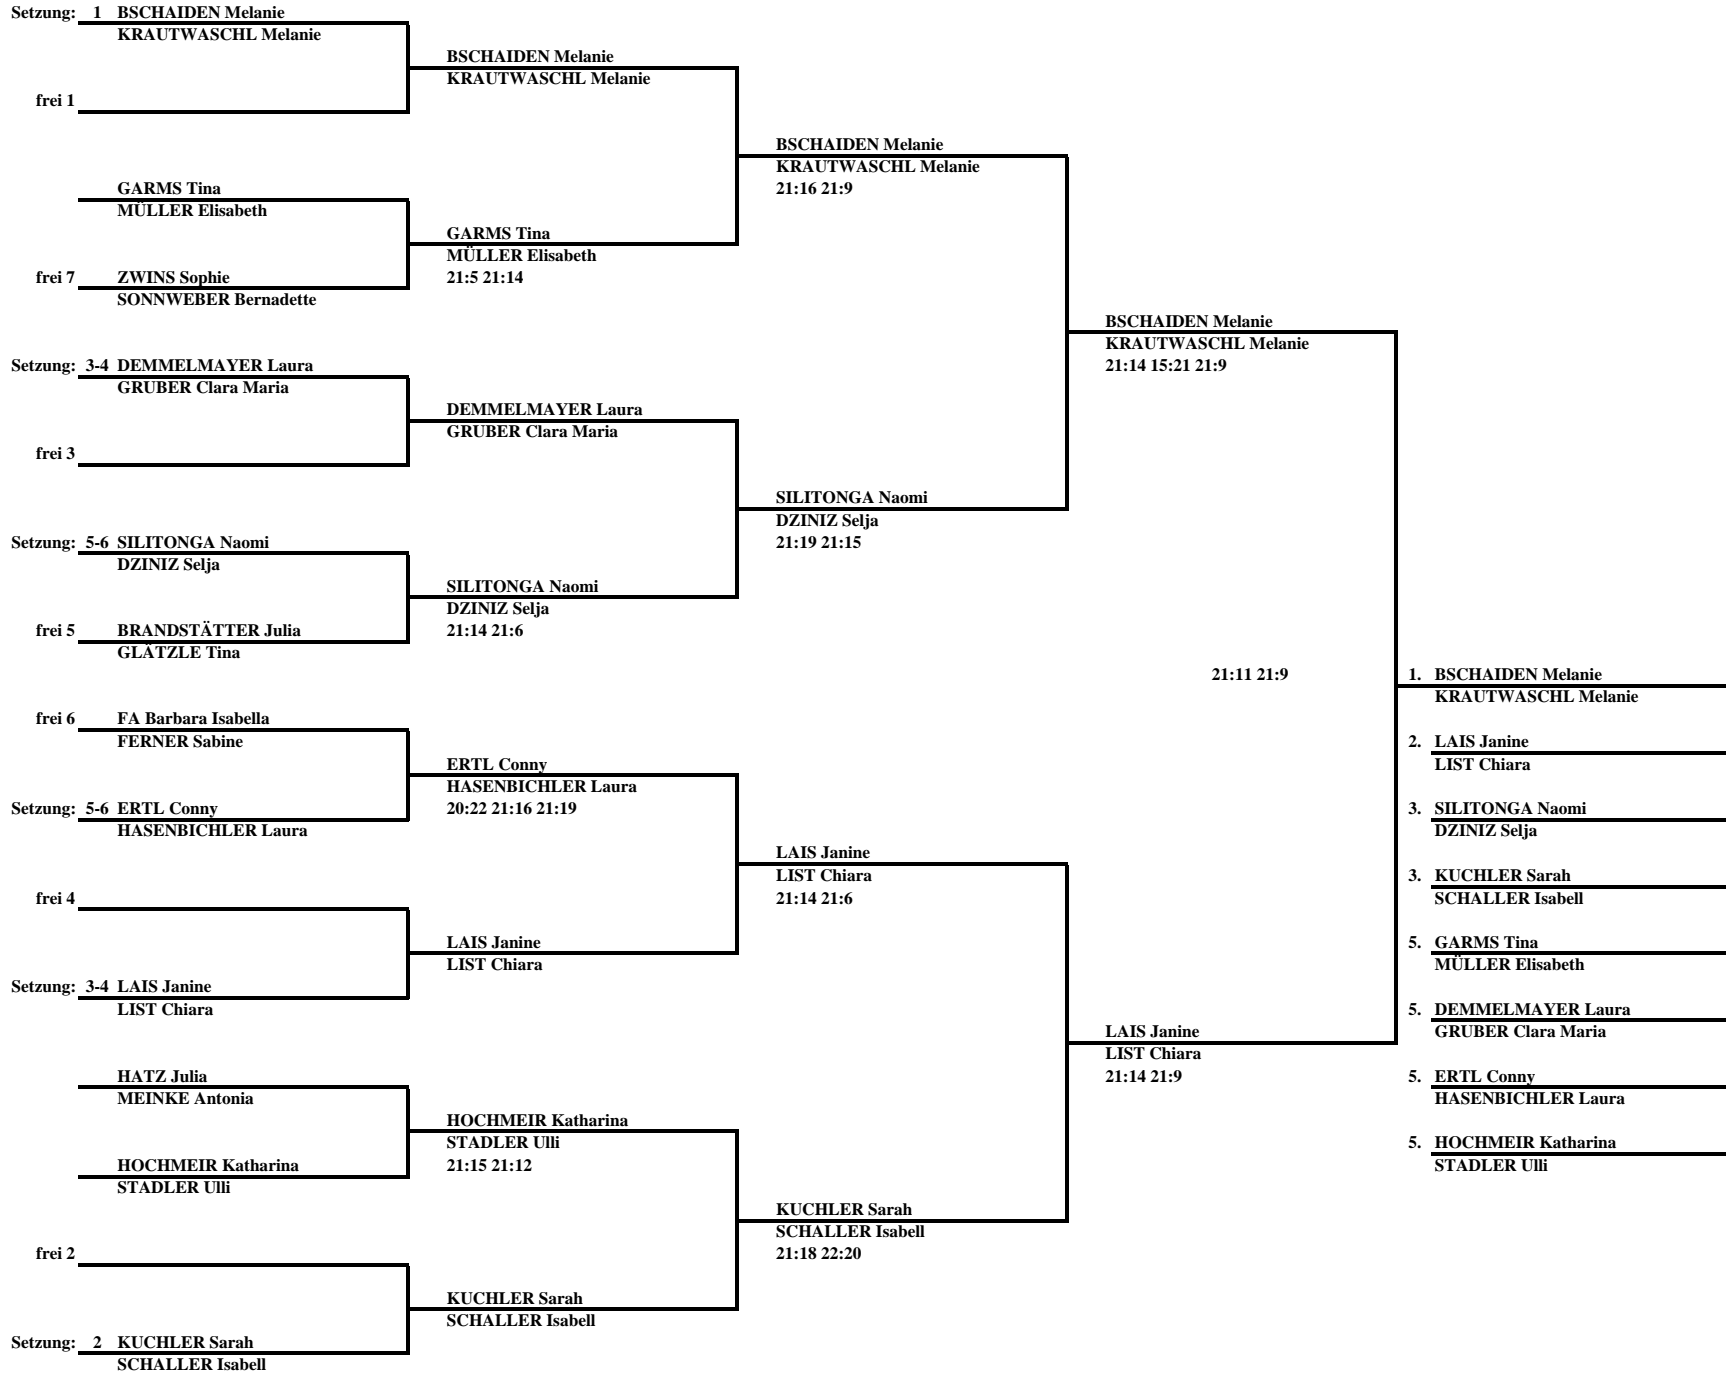 Setzung: 1 BSCHAIDEN Melanie
KRAUTWASCHL Melanie
BSCHAIDEN Melanie
KRAUTWASCHL Melanie
frei 1
BSCHAIDEN Melanie
KRAUTWASCHL Melanie
21:16 21:9
GARMS Tina
MÜLLER Elisabeth
GARMS Tina
MÜLLER Elisabeth
21:5 21:14
frei 7 ZWINS Sophie
SONNWEBER Bernadette
BSCHAIDEN Melanie
KRAUTWASCHL Melanie
21:14 15:21 21:9
Setzung: 3-4 DEMMELMAYER Laura
GRUBER Clara Maria
DEMMELMAYER Laura
GRUBER Clara Maria
frei 3
SILITONGA Naomi
DZINIZ Selja
21:19 21:15
Setzung: 5-6 SILITONGA Naomi
DZINIZ Selja
SILITONGA Naomi
DZINIZ Selja
21:14 21:6
frei 5 BRANDSTÄTTER Julia
GLÄTZLE Tina
21:11 21:9
frei 6 FA Barbara Isabella
FERNER Sabine
ERTL Conny
HASENBICHLER Laura
20:22 21:16 21:19
Setzung: 5-6 ERTL Conny
HASENBICHLER Laura
LAIS Janine
LIST Chiara
21:14 21:6
frei 4
LAIS Janine
LIST Chiara
Setzung: 3-4 LAIS Janine
LIST Chiara
LAIS Janine
LIST Chiara
21:14 21:9
HATZ Julia
MEINKE Antonia
HOCHMEIR Katharina
STADLER Ulli
21:15 21:12
HOCHMEIR Katharina
STADLER Ulli
KUCHLER Sarah
SCHALLER Isabell
21:18 22:20
frei 2
KUCHLER Sarah
SCHALLER Isabell
Setzung: 2 KUCHLER Sarah
SCHALLER Isabell
1. BSCHAIDEN Melanie
KRAUTWASCHL Melanie
2. LAIS Janine
LIST Chiara
3. SILITONGA Naomi
DZINIZ Selja
3. KUCHLER Sarah
SCHALLER Isabell
5. GARMS Tina
MÜLLER Elisabeth
5. DEMMELMAYER Laura
GRUBER Clara Maria
5. ERTL Conny
HASENBICHLER Laura
5. HOCHMEIR Katharina
STADLER Ulli